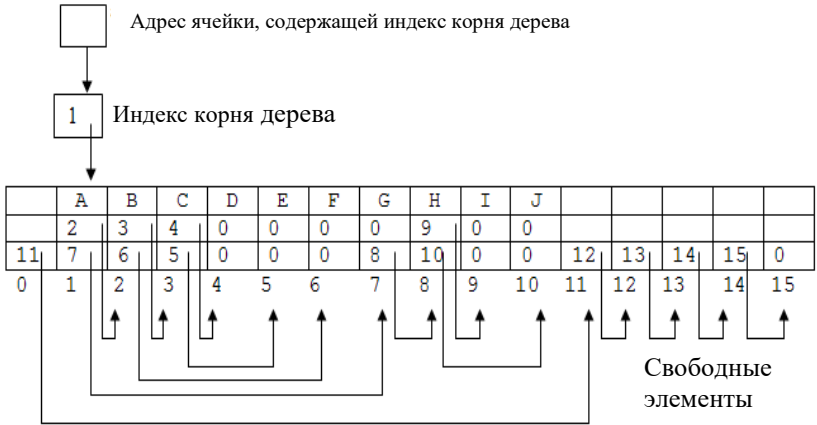 Адрес ячейки, содержащей индекс корня дерева
1 Индекс корня дерева
A B C D E F G H I J
2 3 4 0 0 0 0 9 0 0
11 7 6 5 0 0 0 8 10 0 0 12 13 14 15 0
0 1 2 3 4 5 6 7 8 9 10 11 12 13 14 15
Свободные
элементы